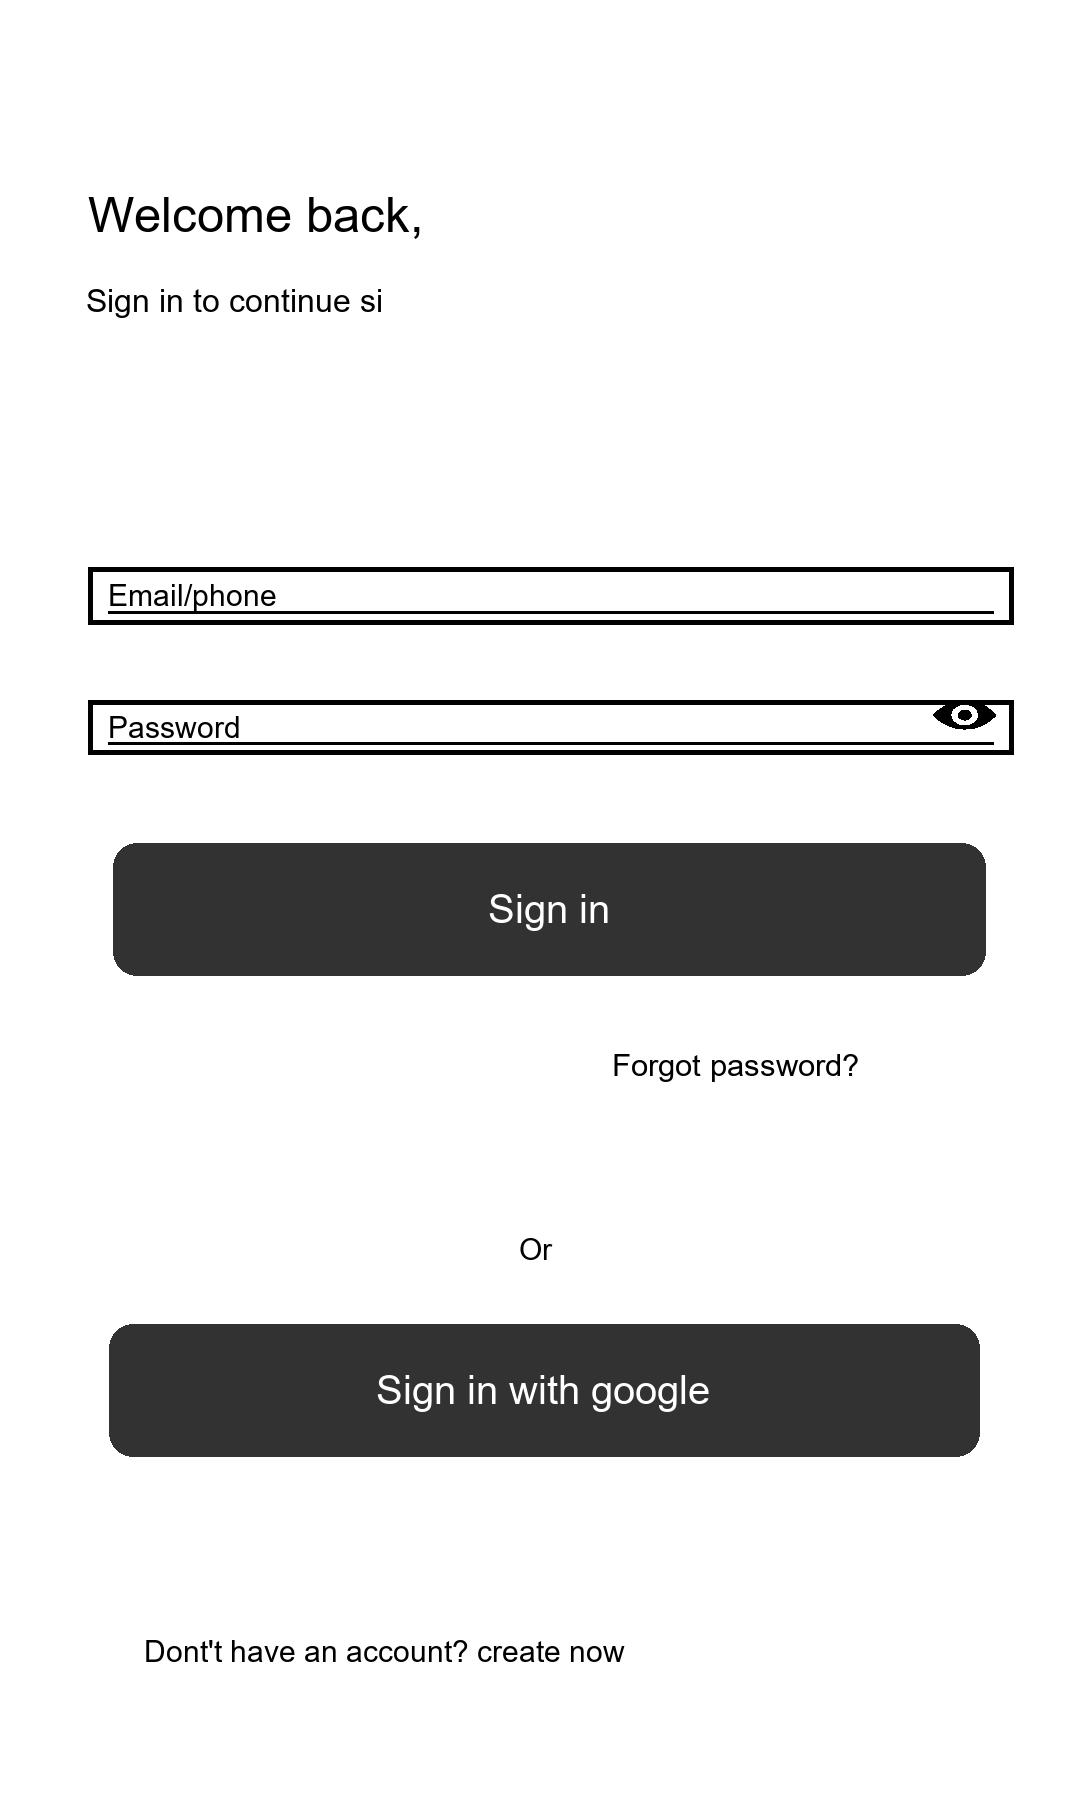 Welcome back,
Sign in to continue si
Email/phone
Password
Sign in
Forgot password?
Or
Sign in with google
Dont't have an account? create now